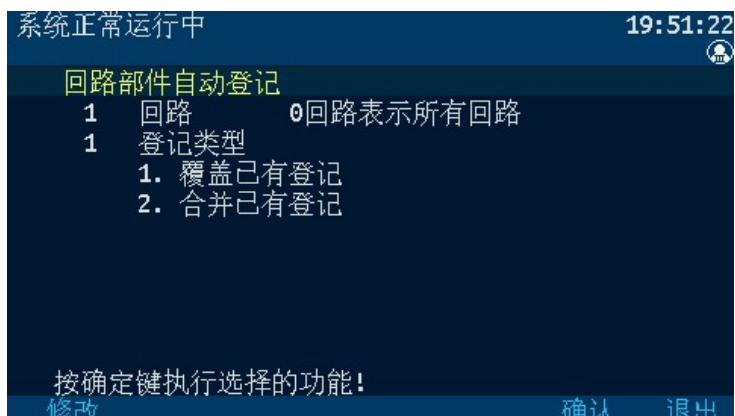 系统正常运行中 19:51:22
回路部件自动登记
1 回路 0回路表示所有回路
1 登记类型
1. 覆盖已有登记
2. 合并已有登记
按确定键执行选择的功能!
修改 确认 退出